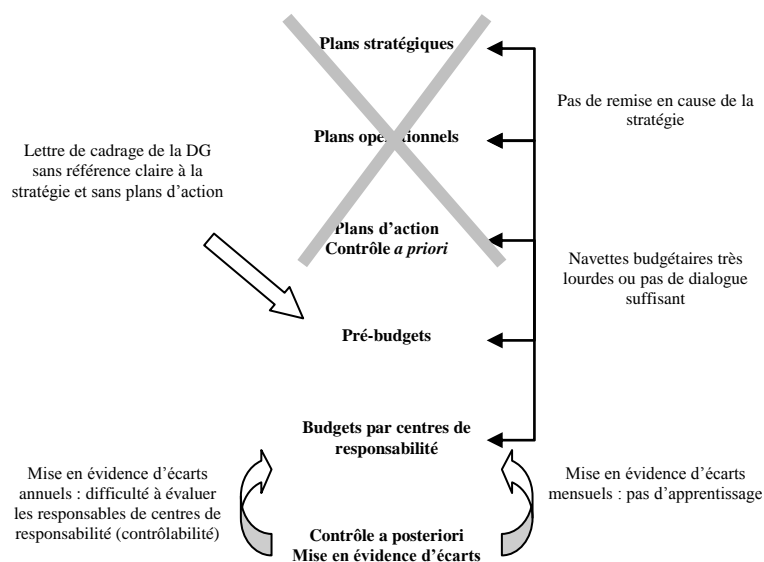 Plans stratégiques
Pas de remise en cause de la
stratégie
Plans opérationnels
Lettre de cadrage de la DG
sans référence claire à la
stratégie et sans plans d'action
Plans d'action
Contrôle a priori
Navettes budgétaires très
lourdes ou pas de dialogue
suffisant
Pré-budgets
Budgets par centres de
responsabilité
Mise en évidence d'écarts
annuels : difficulté à évaluer
les responsables de centres de
responsabilité (contrôlabilité)
Mise en évidence d'écarts
mensuels : pas d'apprentissage
Contrôle a posteriori
Mise en évidence d'écarts